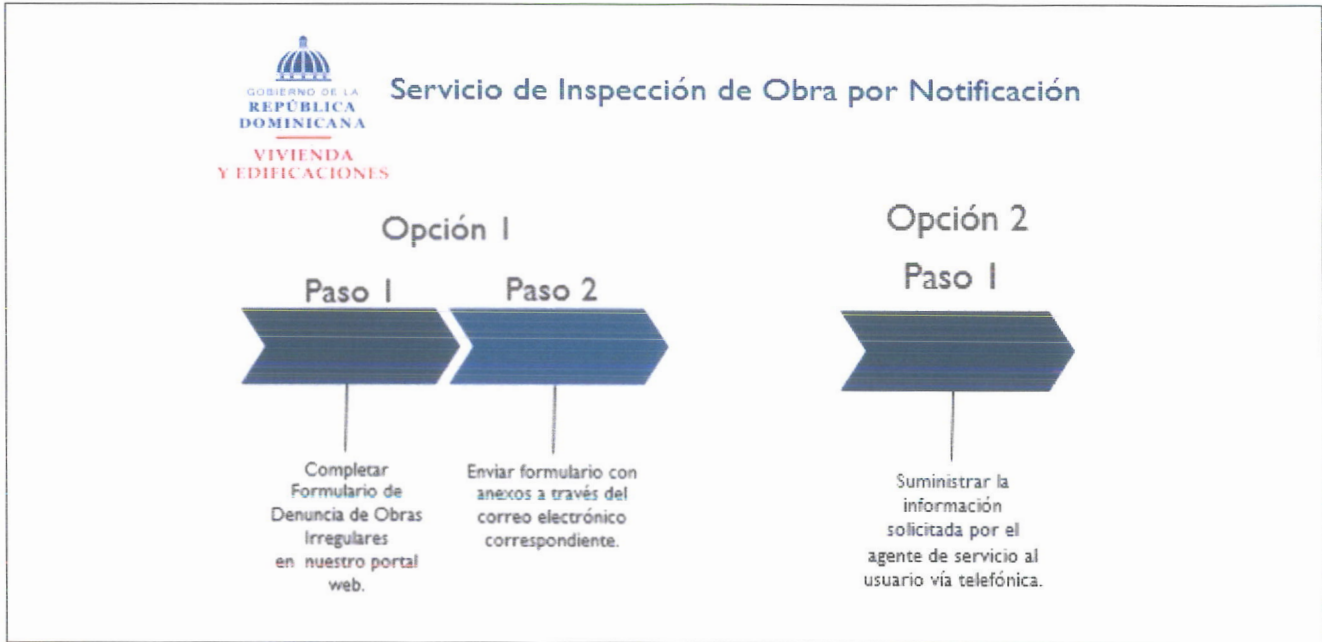 GOBIERNO DE LA
REPÚBLICA
DOMINICANA
VIVIENDA
Y EDIFICACIONES
Servicio de Inspección de Obra por Notificación
Opción 1
Paso 1
Paso 2
Completar
Formulario de
Denuncia de Obras
Irregulares
en nuestro portal
web.
Enviar formulario con
anexos a través del
correo electrónico
correspondiente.
Opción 2
Paso 1
Suministrar la
información
solicitada por el
agente de servicio al
usuario vía telefónica.